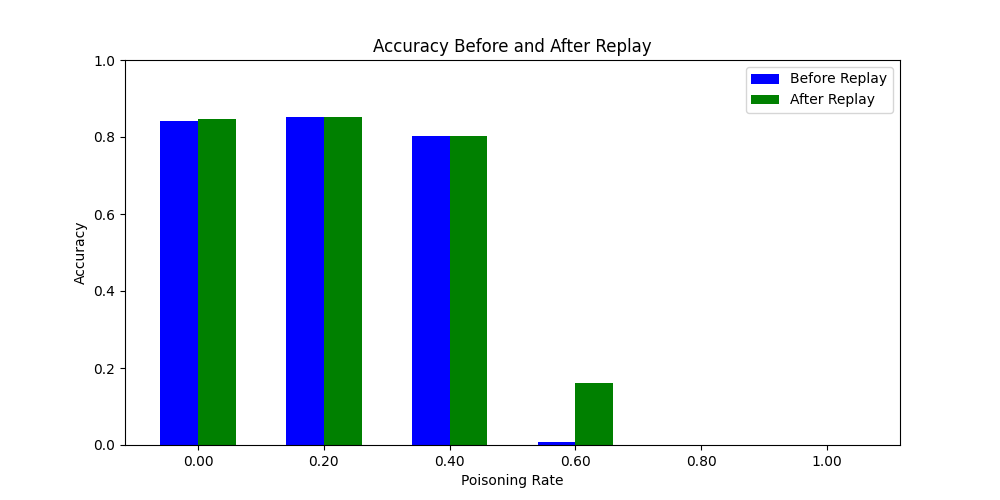 Accuracy Before and After Replay
1.0
0.8
0.6
0.4
0.2
0.0
Accuracy
Before Replay
After Replay
0.00 0.20 0.40 0.60 0.80 1.00
Poisoning Rate